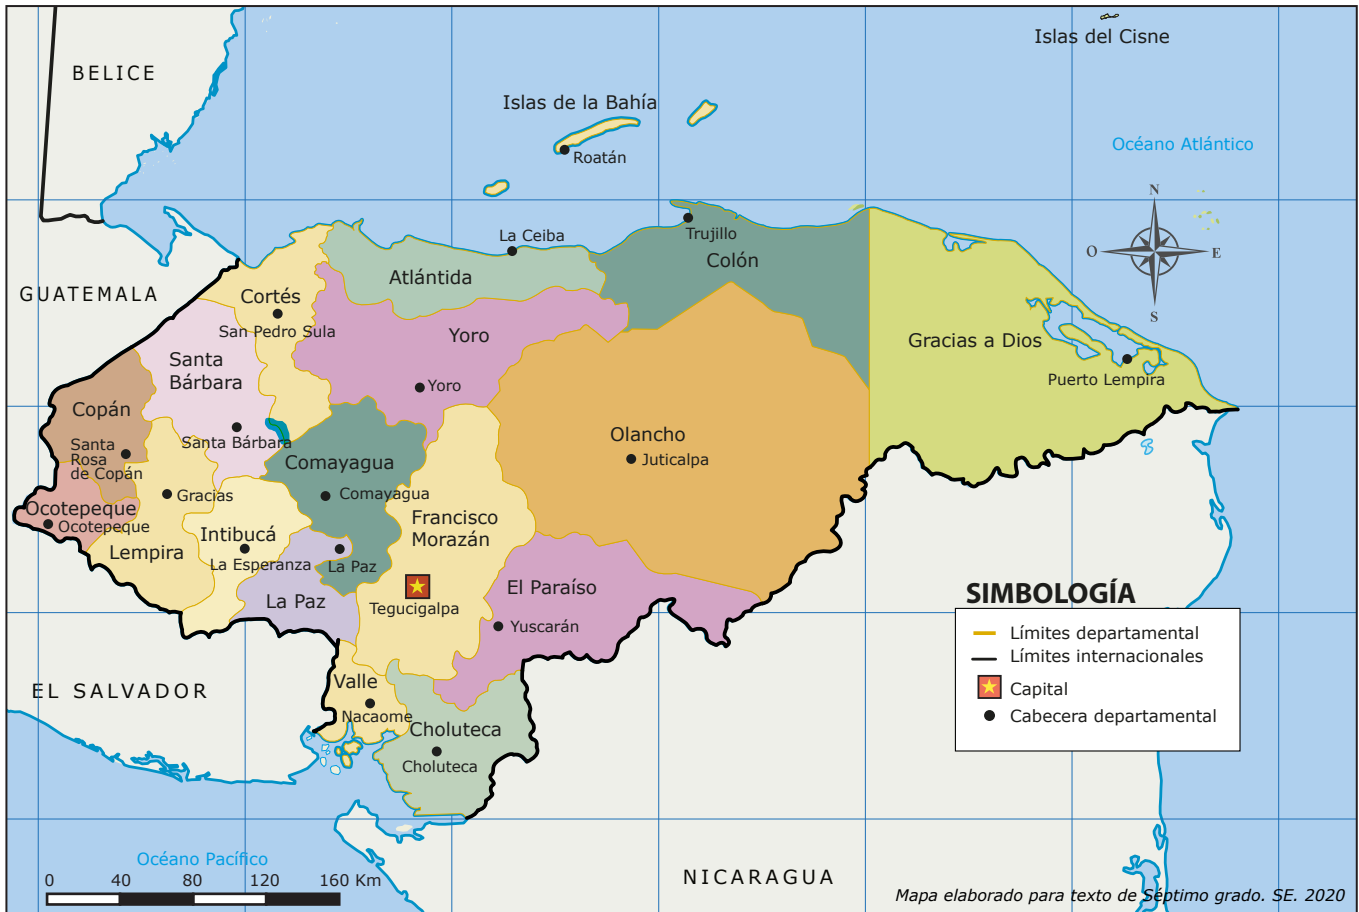 Islas del Cisne
BELICE
Islas de la Bahía
Roatán
Océano Atlántico
N
O
E
S
La Ceiba
Trujillo
Colón
Atlántida
GUATEMALA
Cortés
San Pedro Sula
Yoro
Yoro
Gracias a Dios
Puerto Lempira
Santa
Bárbara
Santa Bárbara
Copán
Santa
Rosa
de Copán
Olancho
Juticalpa
Comayagua
Comayagua
Gracias
Ocotepeque
Ocotepeque
Lempira
Intibucá
La Esperanza
La Paz
La Paz
Francisco
Morazán
Tegucigalpa
El Paraíso
Yuscarán
EL SALVADOR
Valle
Nacaome
Choluteca
Choluteca
SIMBOLOGÍA
Límites departamental
Límites internacionales
Capital
Cabecera departamental
Océano Pacífico
0 40 80 120 160 Km
NICARAGUA
Mapa elaborado para texto de Séptimo grado. SE. 2020